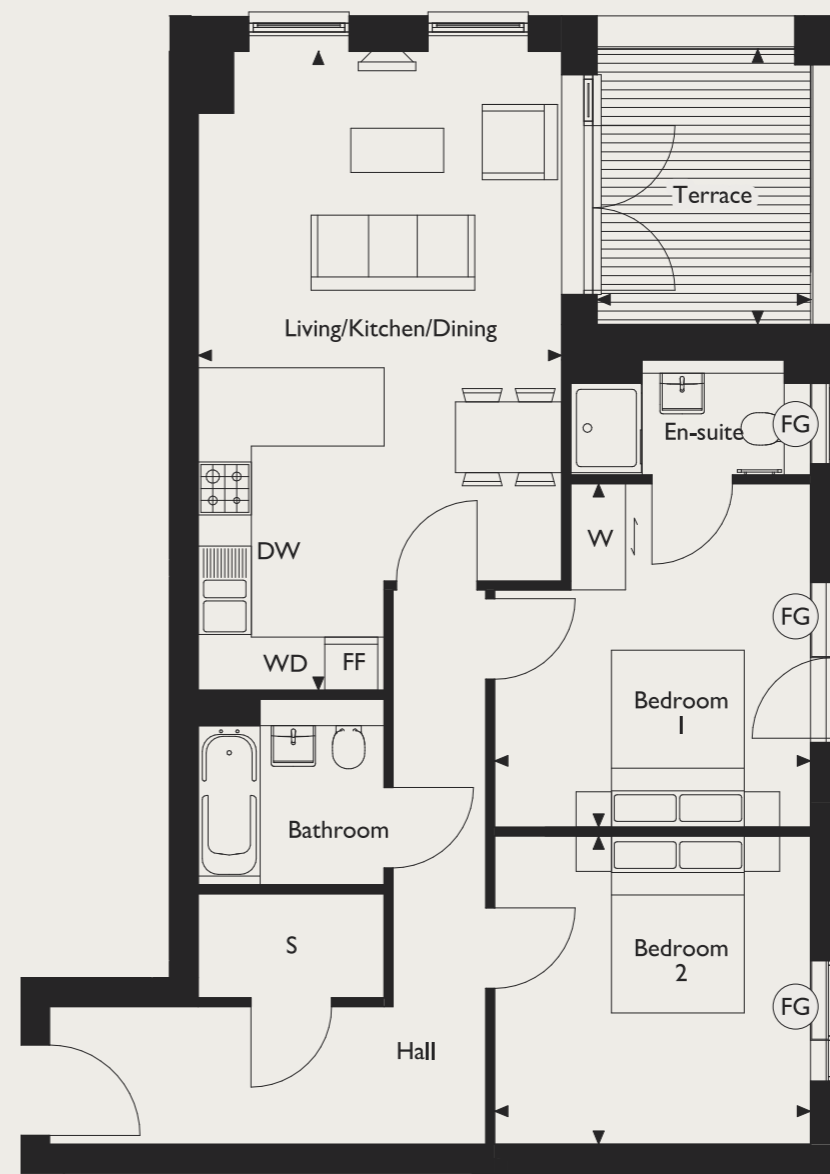 Terrace
Living/Kitchen/Dining
En-suite
FG
W
DW
FG
WD
FF
Bedroom
1
Bathroom
S
Bedroom
2
FG
Hall